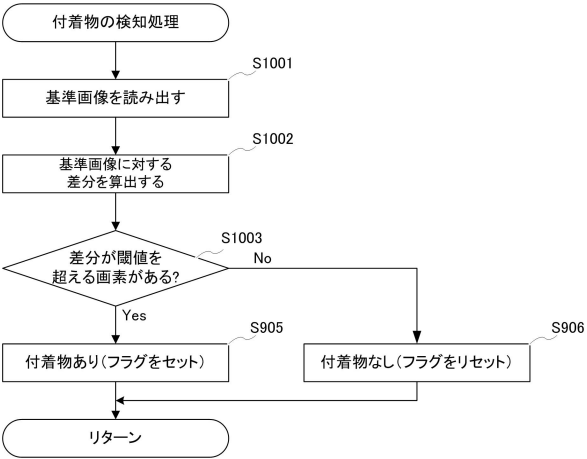 付着物の検知処理
S1001
基準画像を読み出す
S1002
基準画像に対する
差分を算出する
S1003
差分が閾値を
超える画素がある?
No
Yes
S905
付着物あり(フラグをセット)
S906
付着物なし(フラグをリセット)
リターン